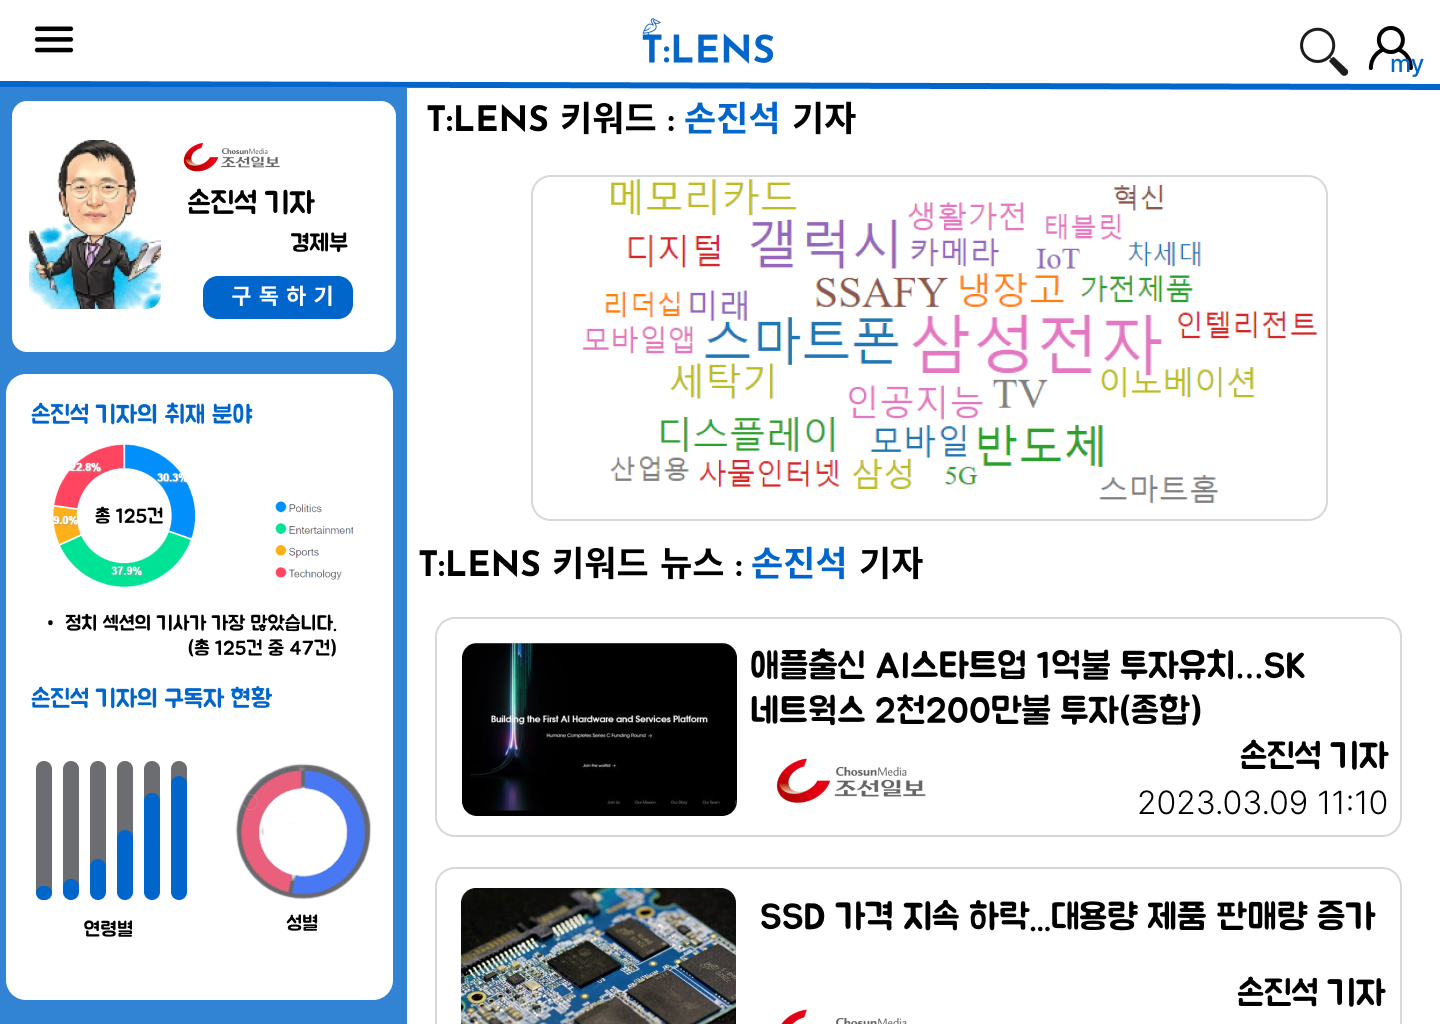 T:LENS
my
ChosunMedia
조선일보
손진석 기자
경제부
구독하기
손진석 기자의 취재 분야
22.8%
30.3%
9.0%
총 125건
37.9%
Politics
Entertainment
Sports
Technology
• 정치 섹션의 기사가 가장 많았습니다.
(총 125건 중 47건)
손진석 기자의 구독자 현황
연령별
성별
T:LENS 키워드 : 손진석 기자
메모리카드
혁신
생활가전
태블릿
디지털
갤럭시
카메라
IoT
차세대
리더십
미래
SSAFY
냉장고
가전제품
모바일앱
스마트폰
삼성전자
인텔리전트
세탁기
인공지능
TV
이노베이션
디스플레이
모바일
반도체
산업용
사물인터넷
삼성
5G
스마트홈
T:LENS 키워드 뉴스 : 손진석 기자
Building the First AI Hardware and Services Platform
Humane Completes Series C Funding Round →
Join the waitlist →
Join Us
Our Mission
Our Story
Our Team
애플출신 AI스타트업 1억불 투자유치...SK
네트웍스 2천200만불 투자(종합)
ChosunMedia
조선일보
손진석 기자
2023.03.09 11:10
SSD 가격 지속 하락...대용량 제품 판매량 증가
손진석 기자
ChosunMedia